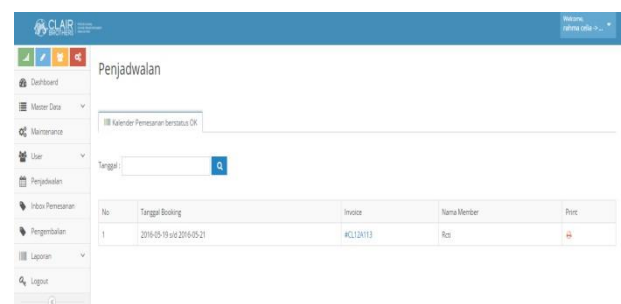 CLAIR
BROTHERS
Welcome,
rahma cella ->...
Dashboard
Master Data
Maintenance
User
Penjadwalan
Inbox Pemesanan
Pengembalian
Laporan
Logout
Penjadwalan
Kalender Pemesanan berstatus OK
Tanggal :
No Tanggal Booking Invoice Nama Member Print
1 2016-05-19 s/d 2016-05-21 #CL12A113 Rcti